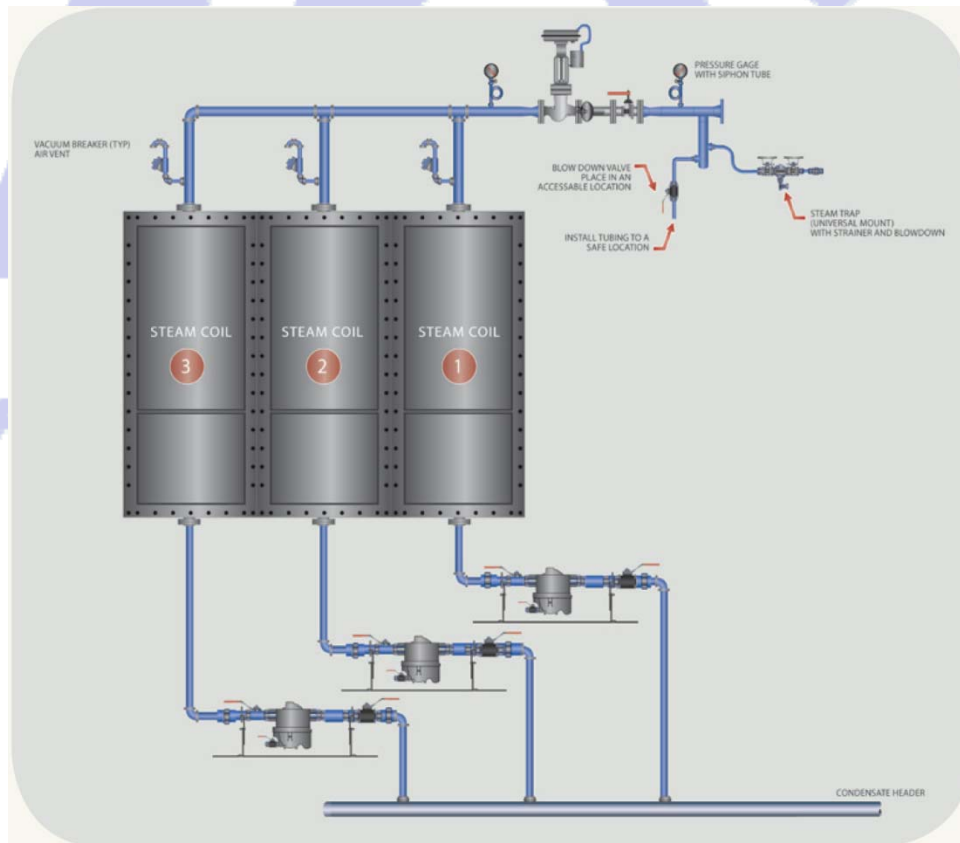 PRESSURE GAGE
WITH SIPHON TUBE
VACUUM BREAKER (TYP)
AIR VENT
BLOW DOWN VALVE
PLACE IN AN
ACCESSABLE LOCATION
STEAM TRAP
(UNIVERSAL MOUNT)
WITH STRAINER AND BLOWDOWN
INSTALL TUBING TO A
SAFE LOCATION
STEAM COIL
3
STEAM COIL
2
STEAM COIL
1
CONDENSATE HEADER